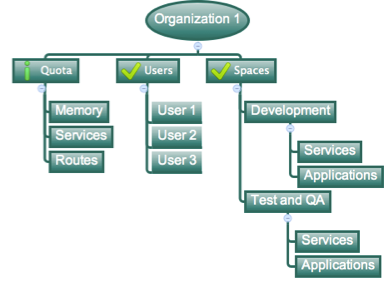 Organization 1
Quota
Users
Spaces
Memory
Services
Routes
User 1
User 2
User 3
Development
Services
Applications
Test and QA
Services
Applications